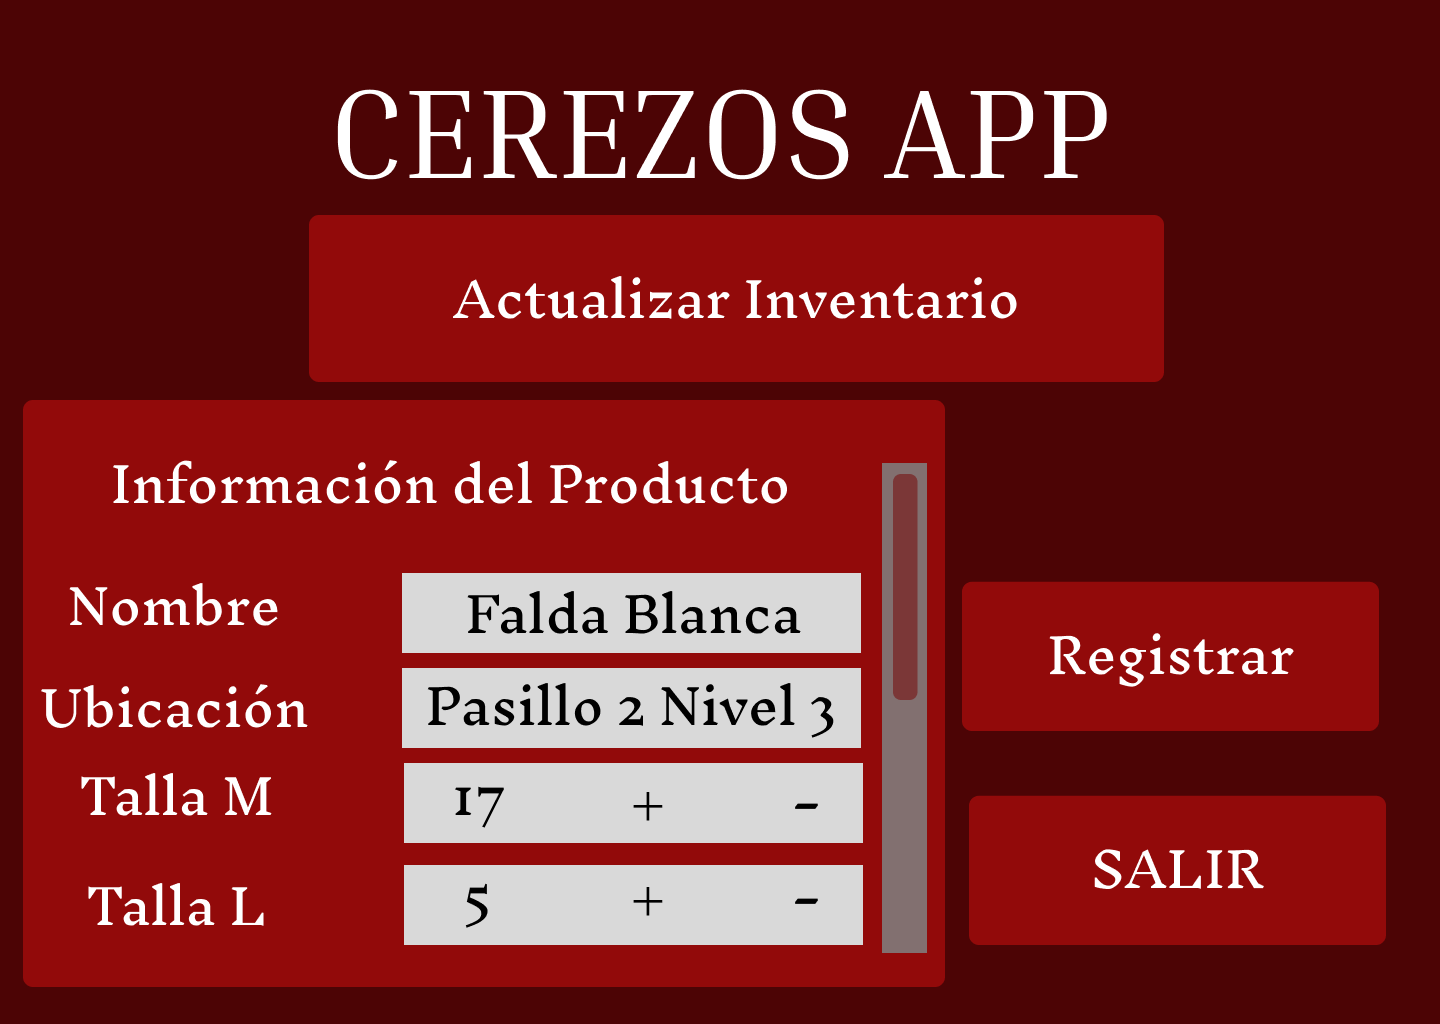 CEREZOS APP
Actualizar Inventario
Información del Producto
Nombre
Falda Blanca
Ubicación
Pasillo 2 Nivel 3
Talla M
17 + -
Talla L
5 + -
Registrar
SALIR